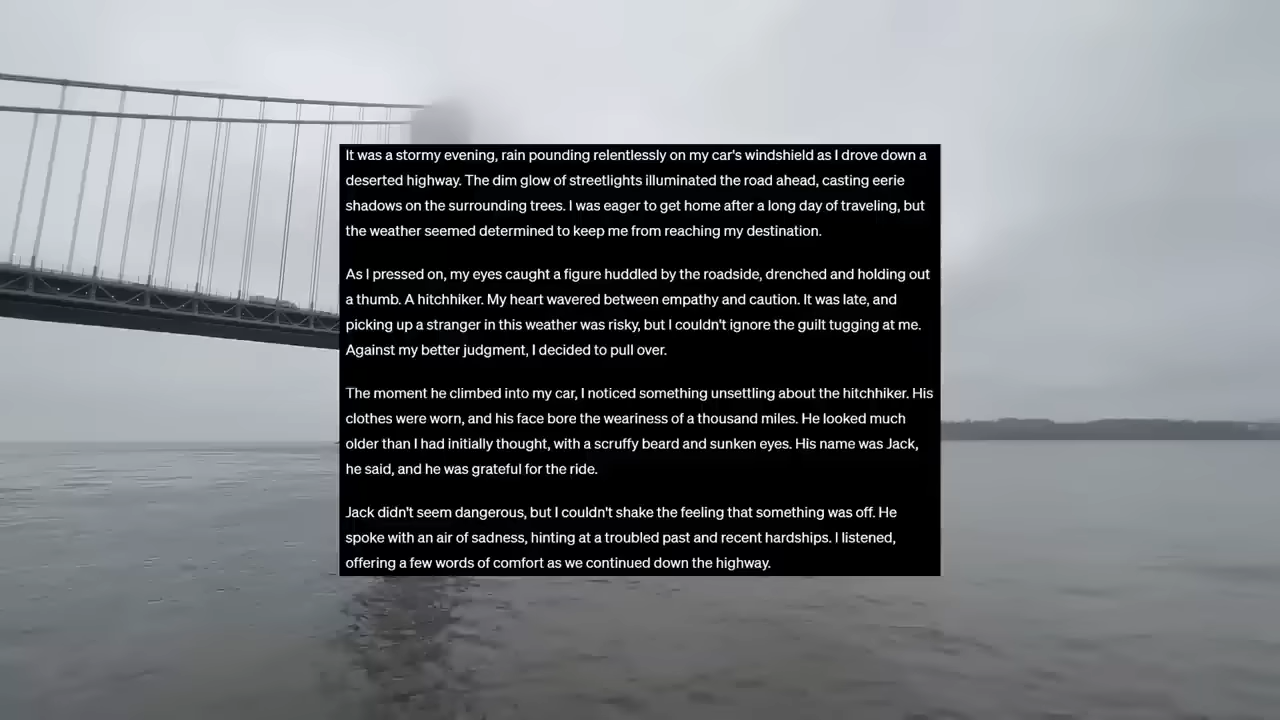 It was a stormy evening, rain pounding relentlessly on my car's windshield as I drove down a
deserted highway. The dim glow of streetlights illuminated the road ahead, casting eerie
shadows on the surrounding trees. I was eager to get home after a long day of traveling, but
the weather seemed determined to keep me from reaching my destination.
As I pressed on, my eyes caught a figure huddled by the roadside, drenched and holding out
a thumb. A hitchhiker. My heart wavered between empathy and caution. It was late, and
picking up a stranger in this weather was risky, but I couldn't ignore the guilt tugging at me.
Against my better judgment, I decided to pull over.
The moment he climbed into my car, I noticed something unsettling about the hitchhiker. His
clothes were worn, and his face bore the weariness of a thousand miles. He looked much
older than I had initially thought, with a scruffy beard and sunken eyes. His name was Jack,
he said, and he was grateful for the ride.
Jack didn't seem dangerous, but I couldn't shake the feeling that something was off. He
spoke with an air of sadness, hinting at a troubled past and recent hardships. I listened,
offering a few words of comfort as we continued down the highway.